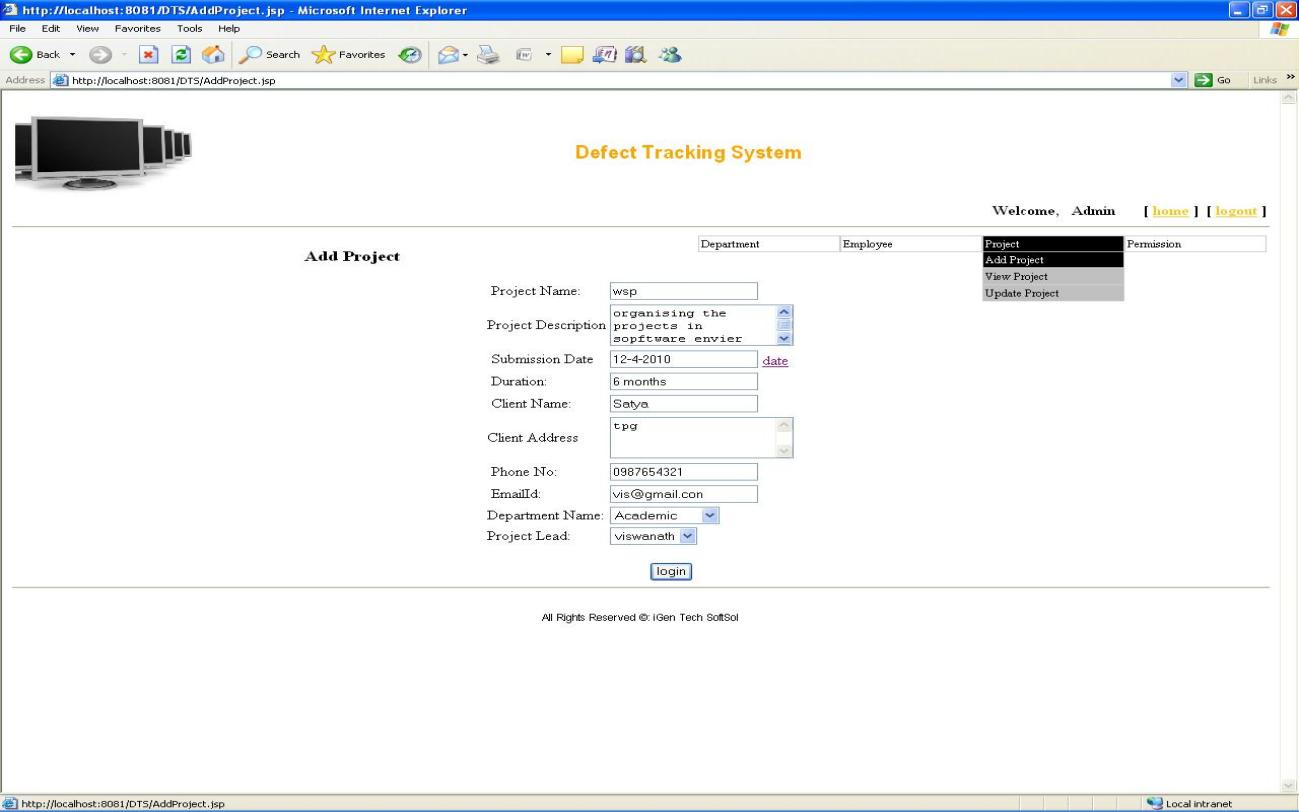 http://localhost:8081/DTS/AddProject.jsp - Microsoft Internet Explorer
File Edit View Favorites Tools Help
Back Search Favorites
Address http://localhost:8081/DTS/AddProject.jsp Go Links »
Defect Tracking System
Welcome, Admin [ home ] [ logout ]
Department Employee Project Permission
Add Project
View Project
Update Project
Add Project
Project Name: wsp
Project Description organising the
projects in
sopftware envier
Submission Date 12-4-2010 date
Duration: 6 months
Client Name: Satya
Client Address tpg
Phone No: 0987654321
EmailId: vis@gmail.con
Department Name: Academic
Project Lead: viswanath
login
All Rights Reserved ©: iGen Tech SoftSol
http://localhost:8081/DTS/AddProject.jsp Local intranet